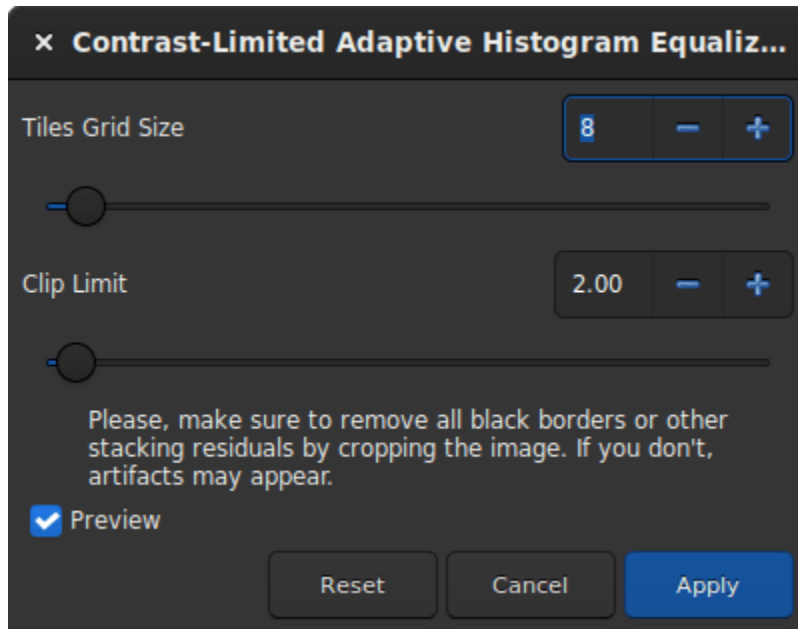 × Contrast-Limited Adaptive Histogram Equaliz...
Tiles Grid Size 8 − +
Clip Limit 2.00 − +
Please, make sure to remove all black borders or other
stacking residuals by cropping the image. If you don't,
artifacts may appear.
Preview
Reset Cancel Apply